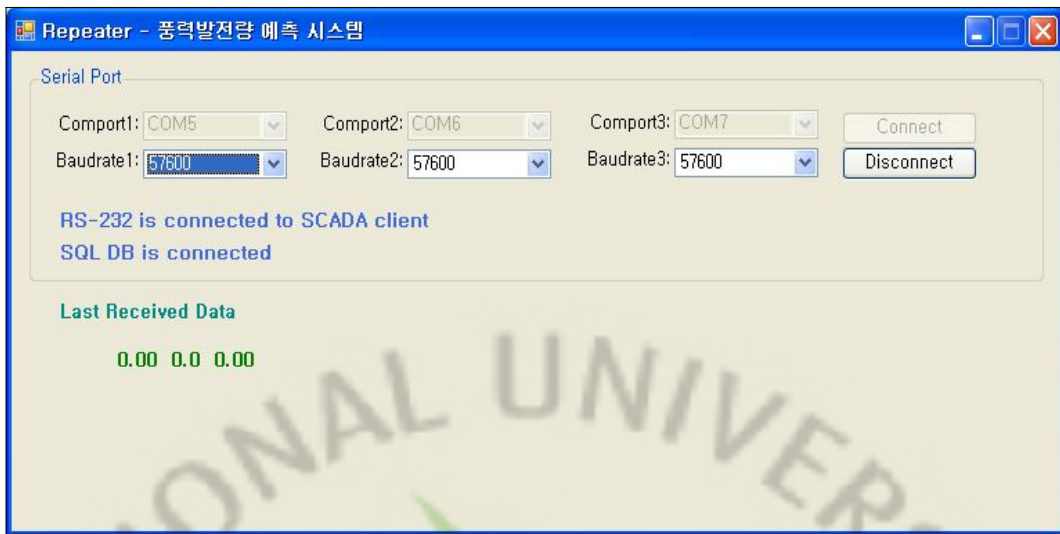 Repeater - 풍력발전량 예측 시스템
Serial Port
Comport1: COM5 Comport2: COM6 Comport3: COM7 Connect
Baudrate1: 57600 Baudrate2: 57600 Baudrate3: 57600 Disconnect
RS-232 is connected to SCADA client
SQL DB is connected
Last Received Data
0.00 0.0 0.00
ONAL UNIVER